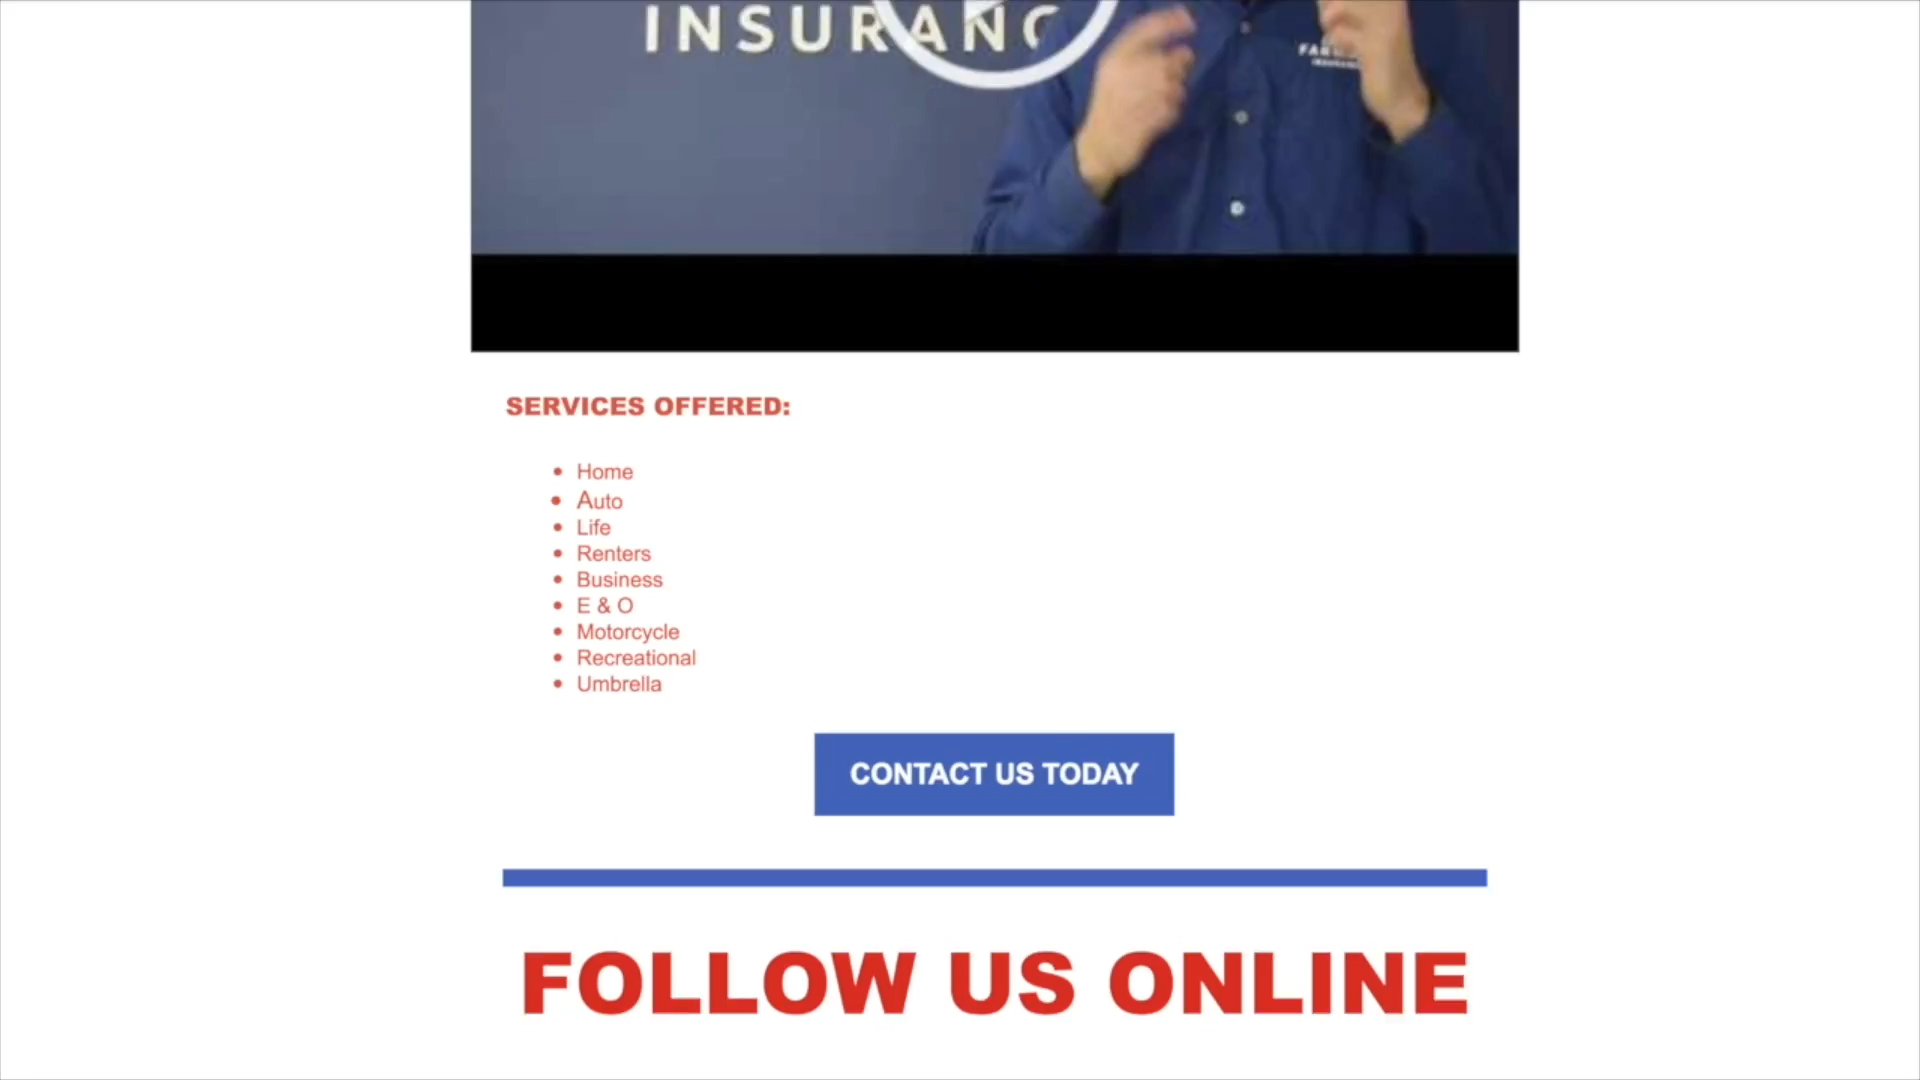 INSURANC
SERVICES OFFERED:
Home
Auto
Life
Renters
Business
E & O
Motorcycle
Recreational
Umbrella
CONTACT US TODAY
FOLLOW US ONLINE